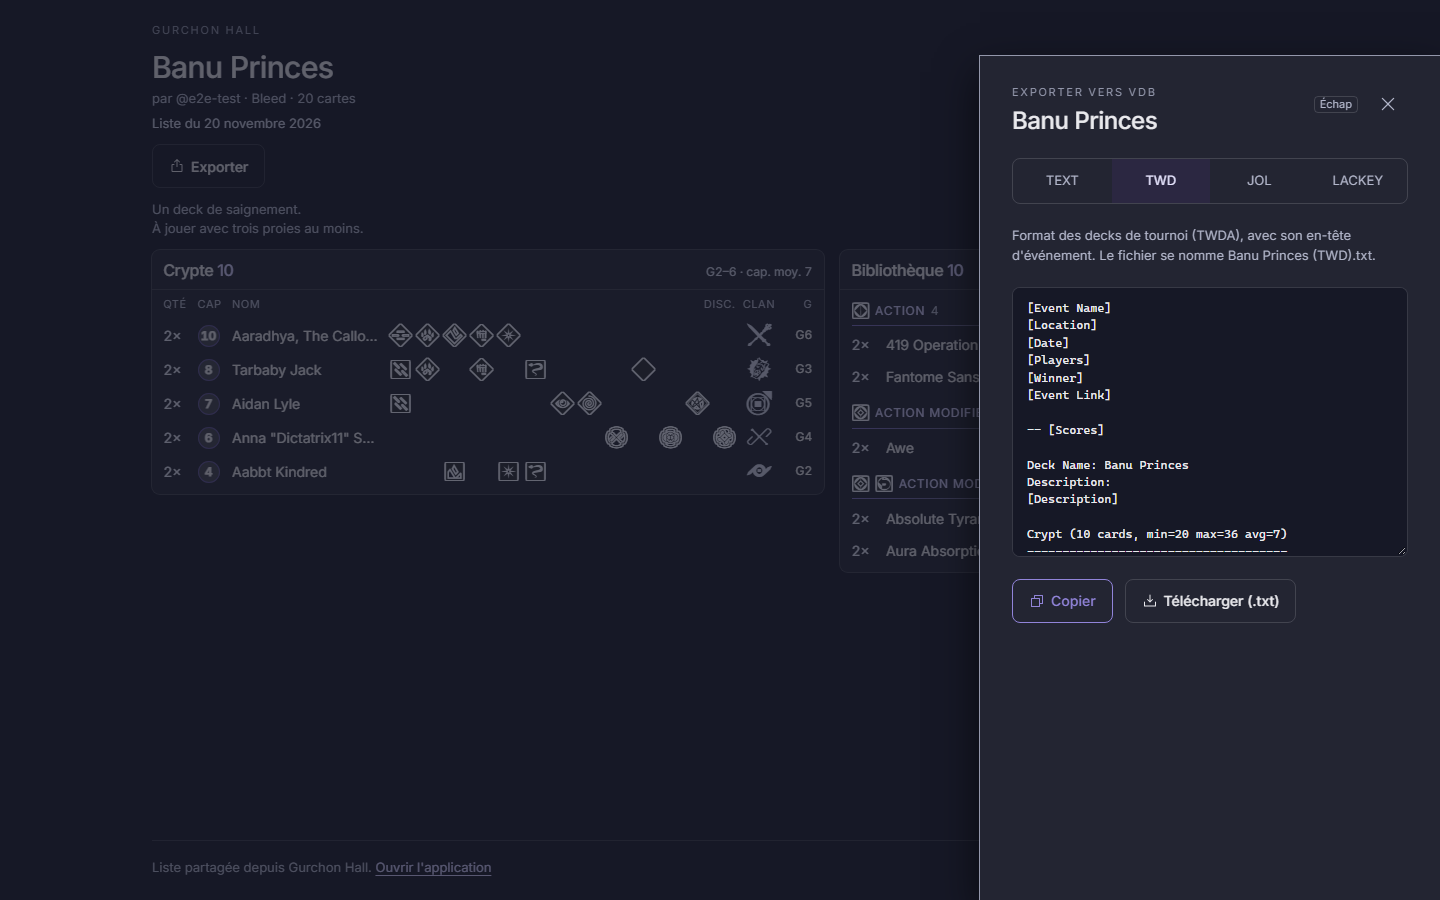 GURCHON HALL
Banu Princes
par @e2e-test · Bleed · 20 cartes
Liste du 20 novembre 2026
Exporter
Un deck de saignement.
À jouer avec trois proies au moins.
Crypte 10
G2–6 · cap. moy. 7
QTÉ CAP NOM DISC. CLAN G
2× 10 Aaradhya, The Callo... G6
2× 8 Tarbaby Jack G3
2× 7 Aidan Lyle G5
2× 6 Anna "Dictatrix11" S... G4
2× 4 Aabbt Kindred G2
Bibliothèque 10
ACTION 4
2× 419 Operation
2× Fantome Sans
ACTION MODIFIE
2× Awe
ACTION MOD
2× Absolute Tyra
2× Aura Absorpti
Liste partagée depuis Gurchon Hall. Ouvrir l'application
EXPORTER VERS VDB
Banu Princes
Échap
TEXT TWD JOL LACKEY
Format des decks de tournoi (TWDA), avec son en-tête
d'événement. Le fichier se nomme Banu Princes (TWD).txt.
[Event Name]
[Location]
[Date]
[Players]
[Winner]
[Event Link]
-- [Scores]
Deck Name: Banu Princes
Description:
[Description]
Crypt (10 cards, min=20 max=36 avg=7)
-------------------------------------
Copier
Télécharger (.txt)